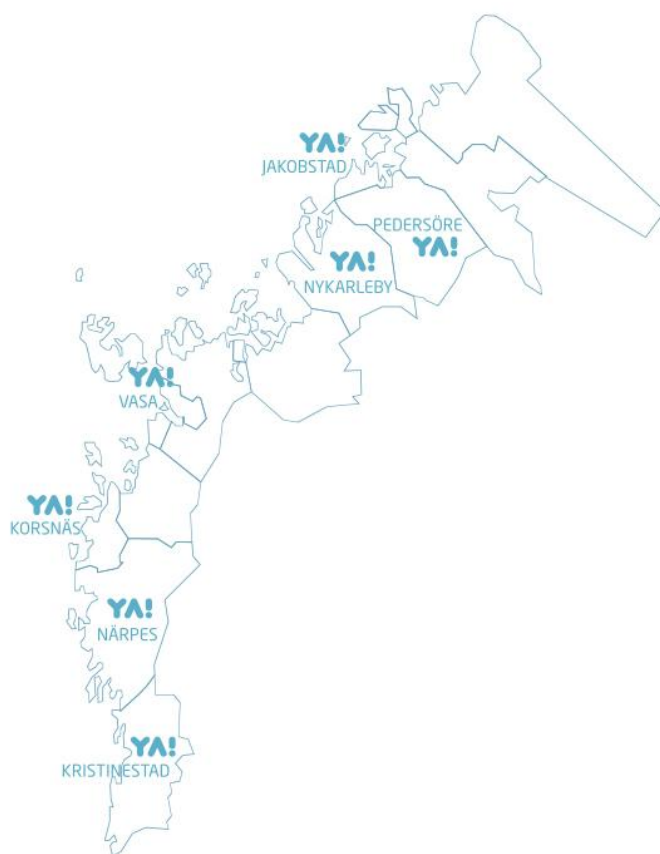 YA!
JAKOBSTAD
PEDERSÖRE
YA!
YA!
NYKARLEBY
YA!
VASA
YA!
KORSNÄS
YA!
NÄRPES
YA!
KRISTINESTAD